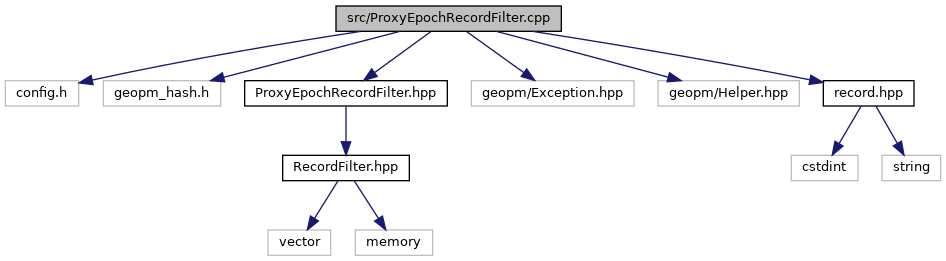 src/ProxyEpochRecordFilter.cpp
config.h
geopm_hash.h
ProxyEpochRecordFilter.hpp
geopm/Exception.hpp
geopm/Helper.hpp
record.hpp
RecordFilter.hpp
cstdint
string
vector
memory